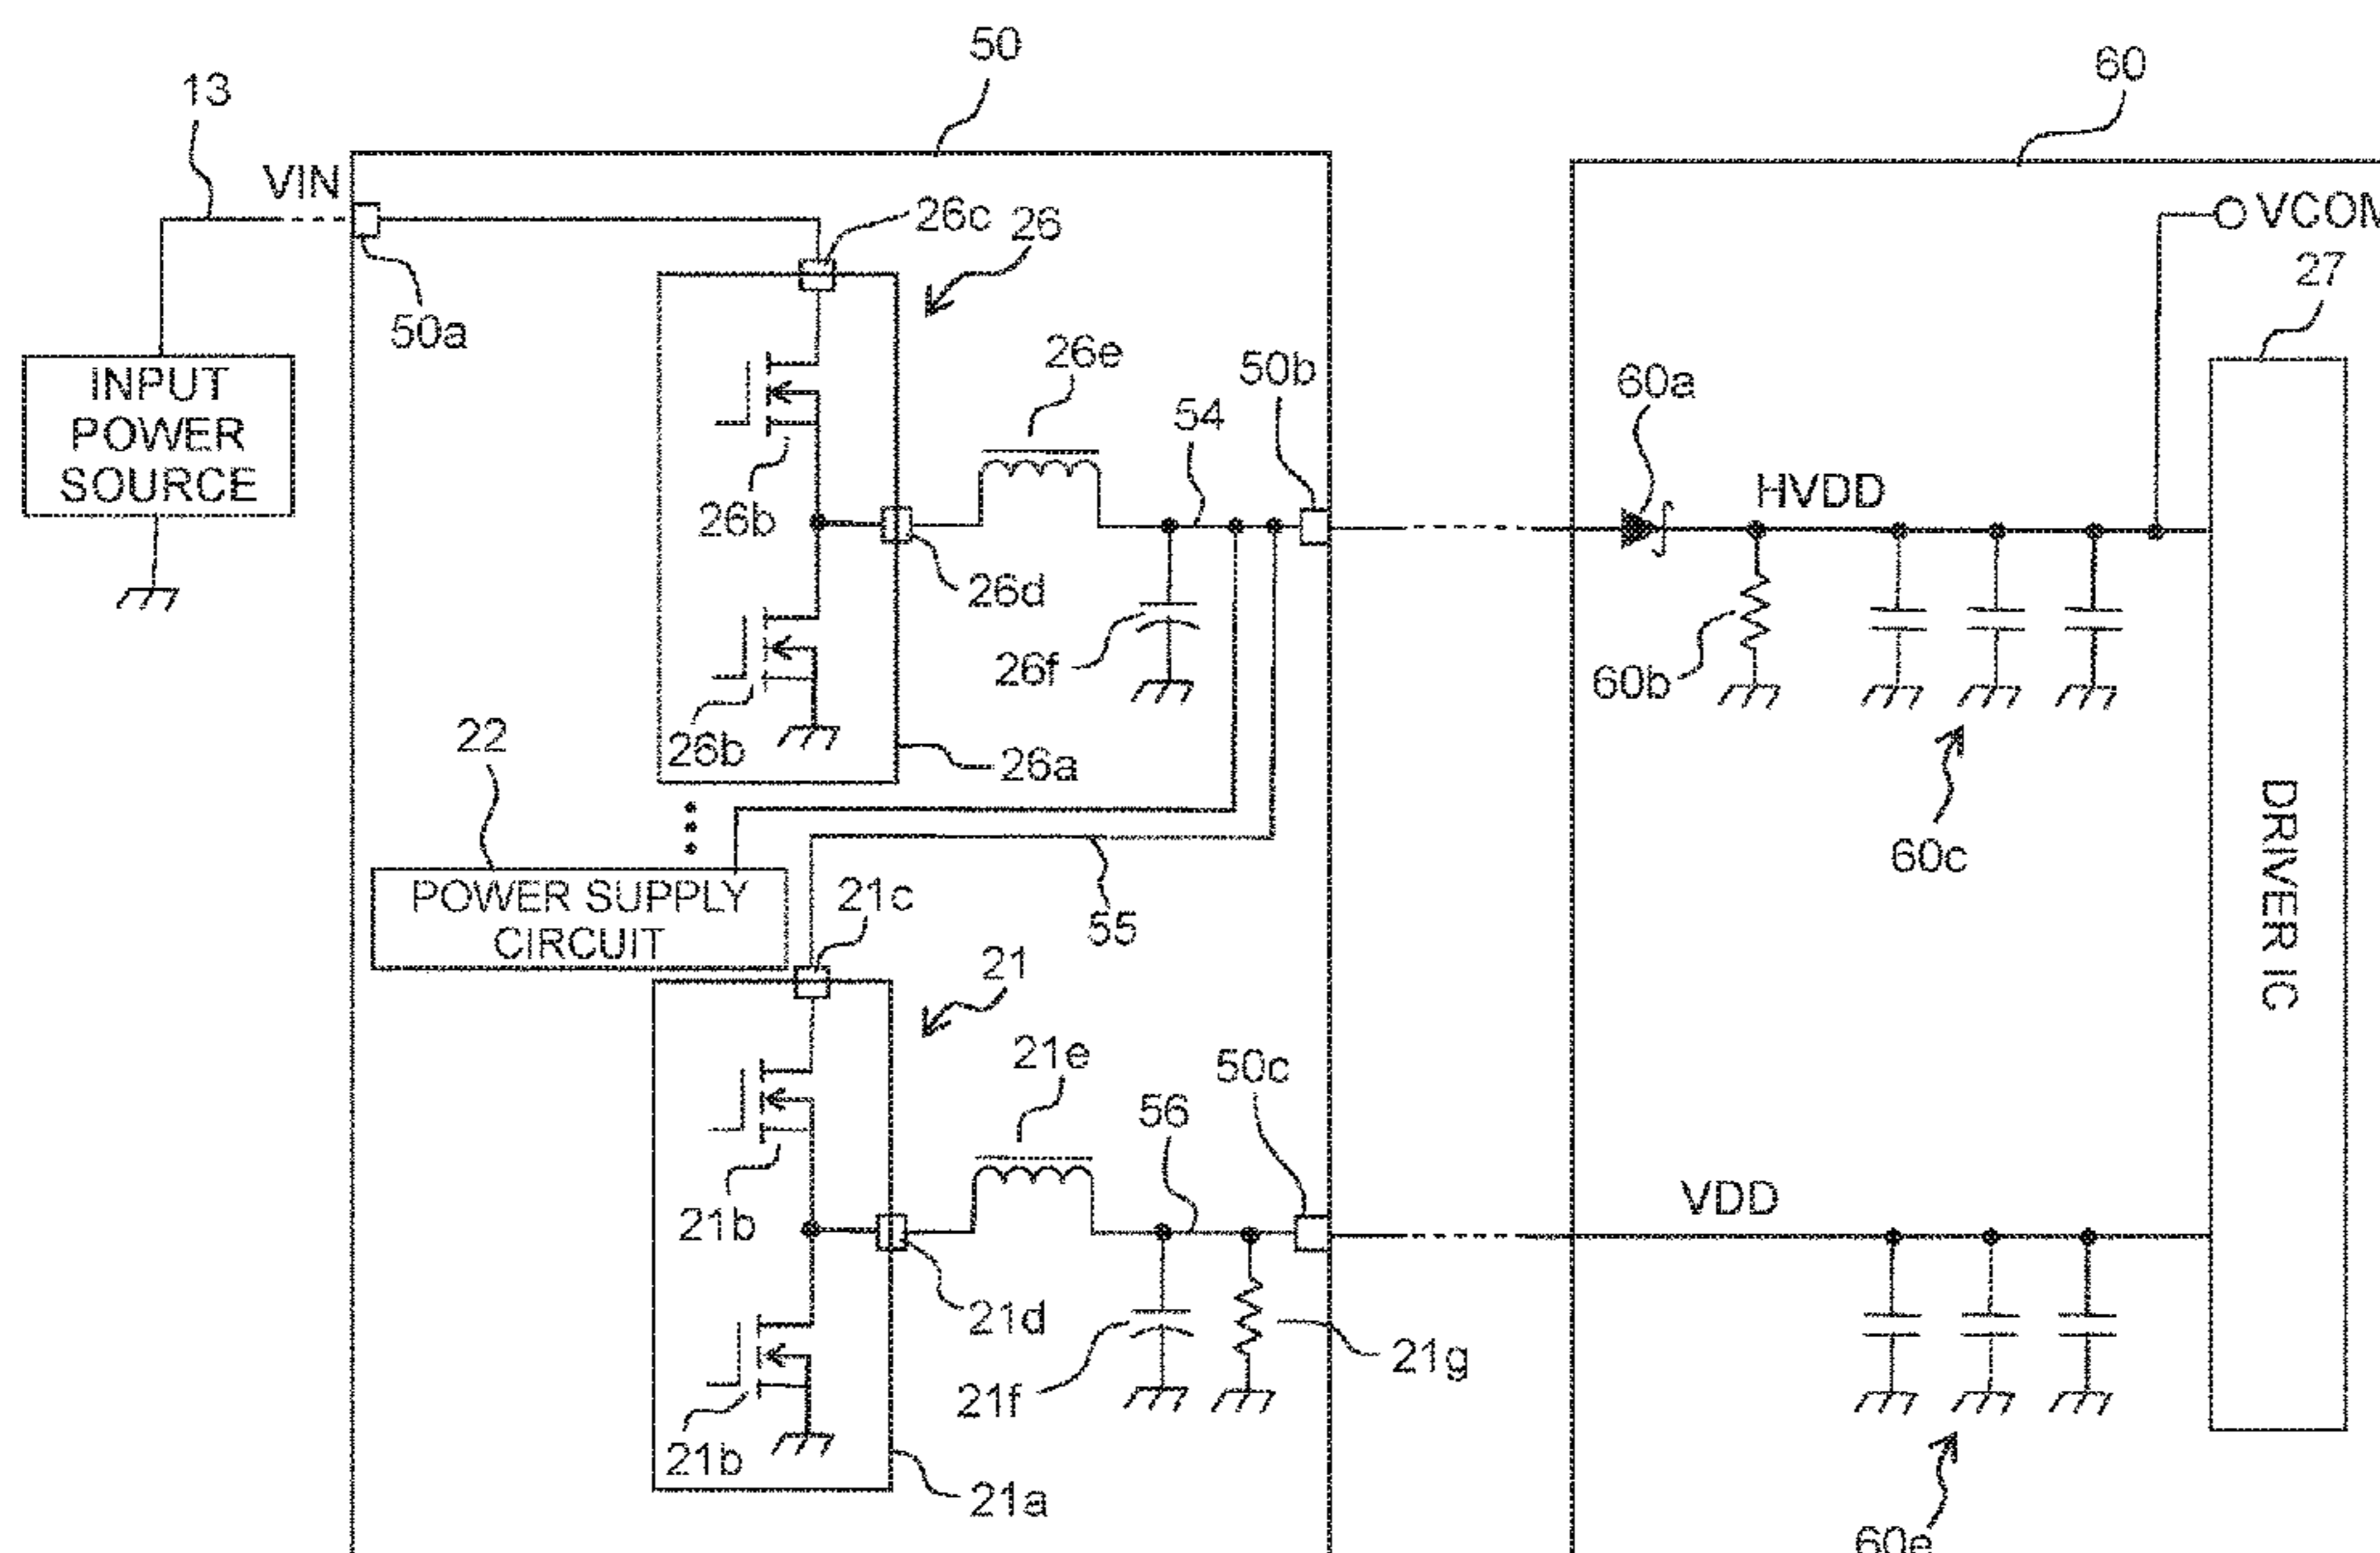 50
60
13
VIN
26c
26
VCOM
27
50a
INPUT
POWER
SOURCE
26e
50b
60a
54
HVDD
26b
26d
26f
60b
22
26b
26a
60c
DRIVER IC
POWER SUPPLY
CIRCUIT
21c
55
21
21e
50c
56
VDD
21b
21d
21f
21g
21b
21a
60e